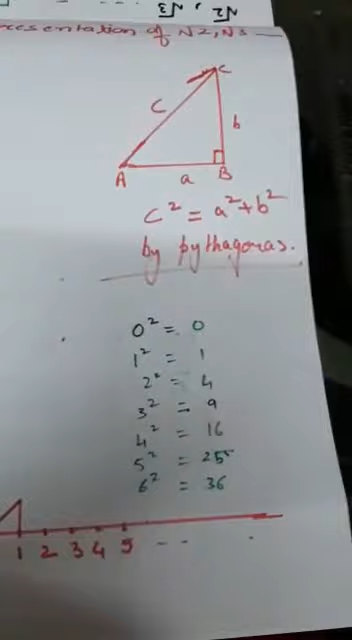 √2, √3 ....
resentation of √2, √3
C
c
b
A a B
c² = a² + b²
by pythagoras.
0² = 0
1² = 1
2² = 4
3² = 9
4² = 16
5² = 25
6² = 36
1 2 3 4 5 - -